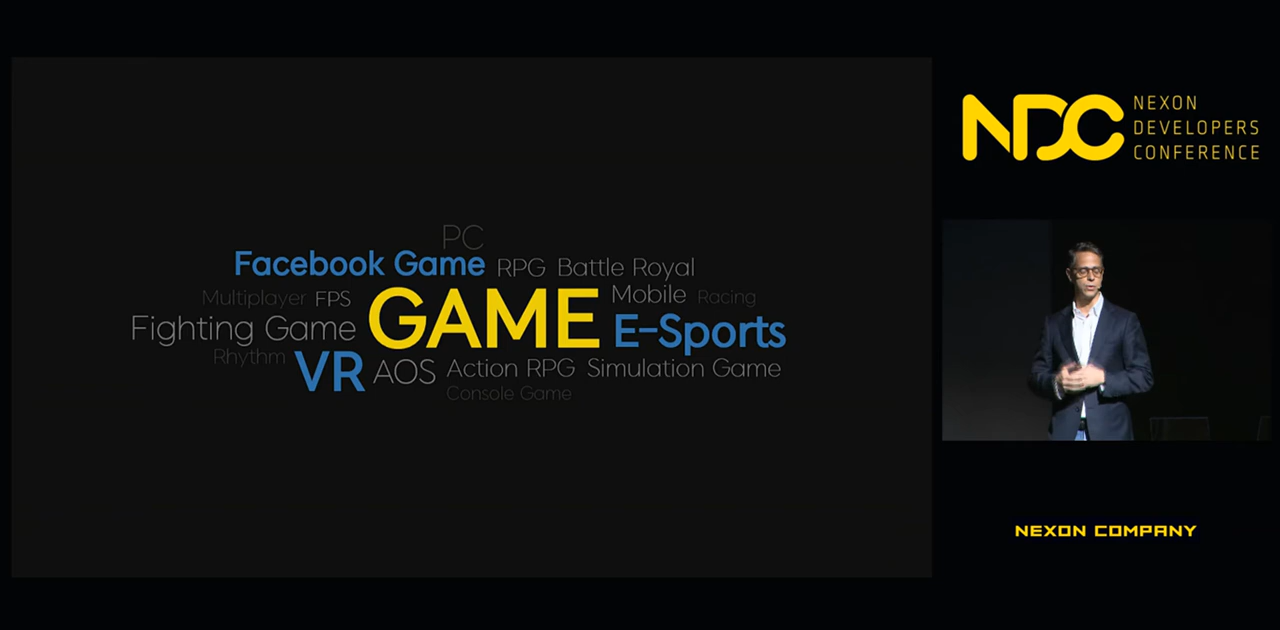 PC
Facebook Game RPG Battle Royal
Multiplayer FPS GAME Mobile Racing
Fighting Game E-Sports
Rhythm VR AOS Action RPG Simulation Game
Console Game
NDC
NEXON
DEVELOPERS
CONFERENCE
NEXON COMPANY